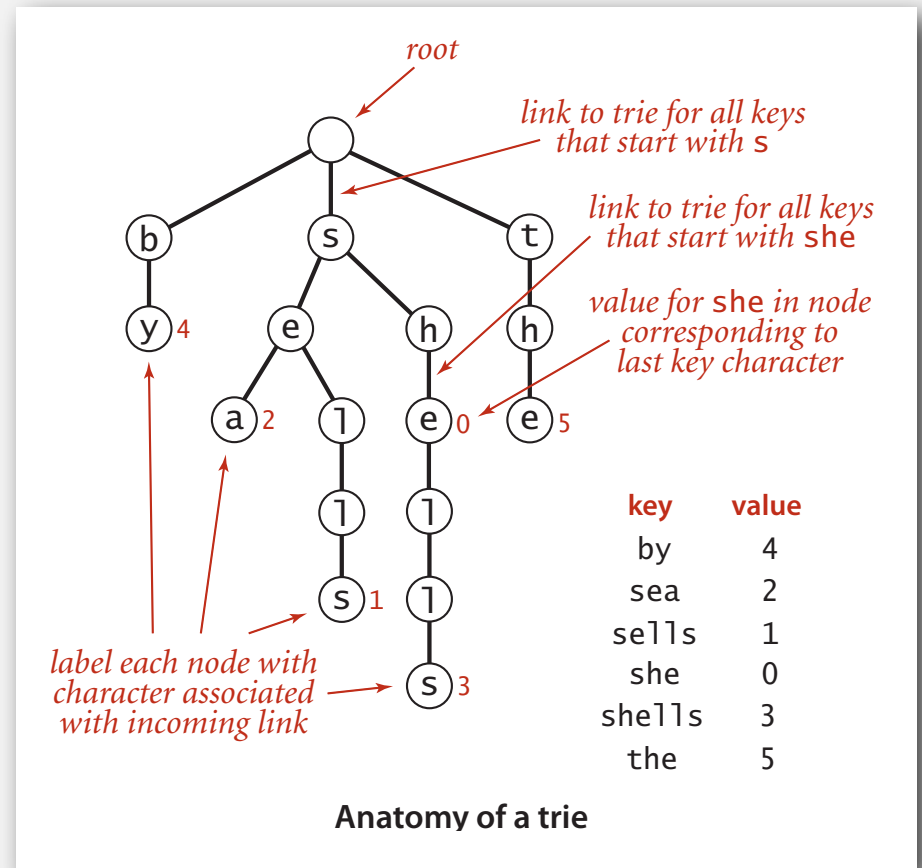 root
link to trie for all keys
that start with s
link to trie for all keys
that start with she
b
s
t
value for she in node
corresponding to
last key character
y 4
e
h
h
a 2
l
e 0
e 5
l
l
key value
by 4
sea 2
s 1
l
sells 1
she 0
label each node with
character associated
with incoming link
s 3
shells 3
the 5
Anatomy of a trie